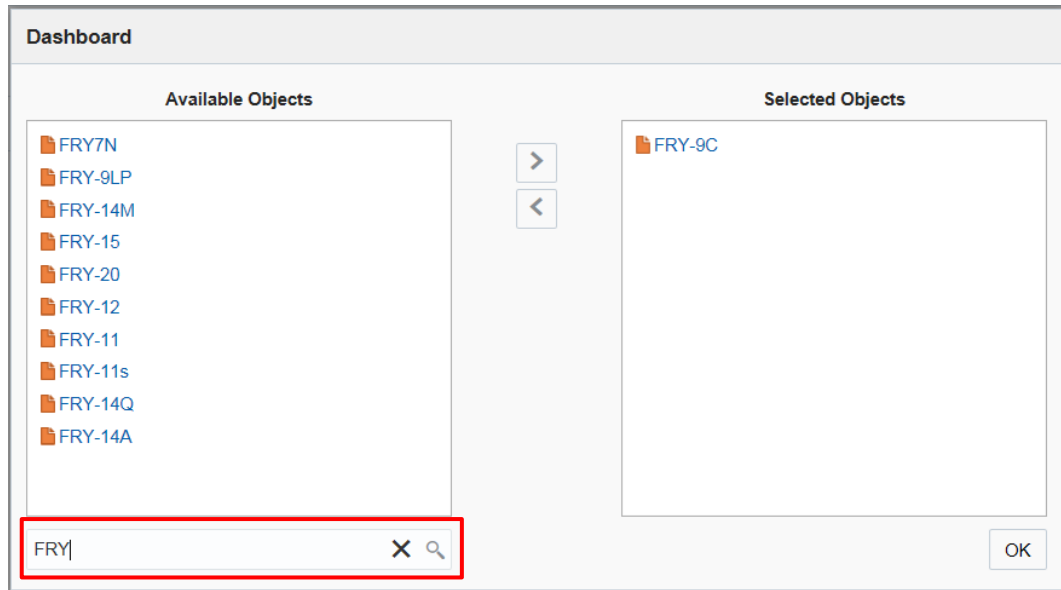 Dashboard
Available Objects
FRY7N
FRY-9LP
FRY-14M
FRY-15
FRY-20
FRY-12
FRY-11
FRY-11s
FRY-14Q
FRY-14A
FRY
Selected Objects
FRY-9C
OK